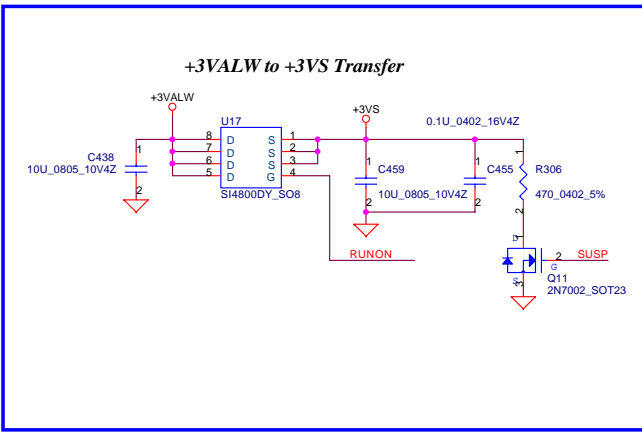 +3VALW to +3VS Transfer
+3VALW
+3VS
U17
0.1U_0402_16V4Z
8 D S 1
7 D S 2
6 D S 3
5 D G 4
SI4800DY_SO8
1
C438
10U_0805_10V4Z
2
1
C459
10U_0805_10V4Z
2
1
C455
2
1
R306
470_0402_5%
2
RUNON
1
D
2
G
SUSP
S
3
Q11
2N7002_SOT23